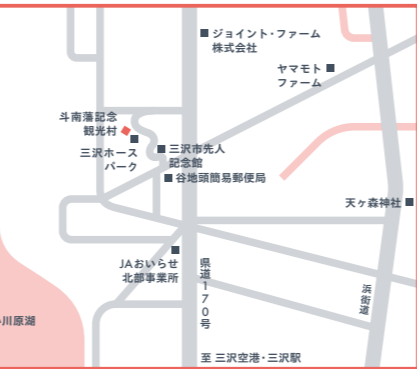 ジョイント・ファーム
株式会社
ヤマモト
ファーム
斗南藩記念
観光村
三沢ホース
パーク
三沢市先人
記念館
谷地頭簡易郵便局
天ヶ森神社
JAおいらせ
北部事業所
県道170号
浜街道
川原湖
至 三沢空港・三沢駅